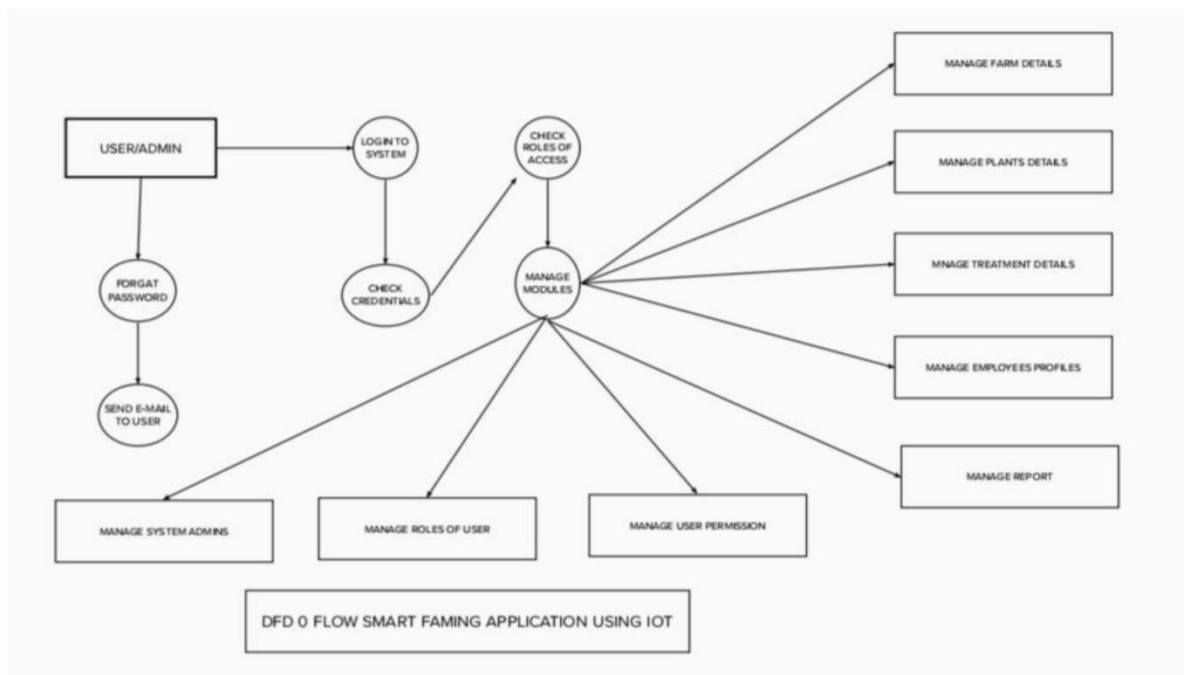 MANAGE FARM DETAILS
USER/ADMIN
LOGIN TO
SYSTEM
CHECK
ROLES OF
ACCESS
MANAGE PLANTS DETAILS
FORGAT
PASSWORD
CHECK
CREDENTIALS
MANAGE
MODULES
MNAGE TREATMENT DETAILS
MANAGE EMPLOYEES PROFILES
SEND E-MAIL
TO USER
MANAGE REPORT
MANAGE SYSTEM ADMINS
MANAGE ROLES OF USER
MANAGE USER PERMISSION
DFD 0 FLOW SMART FAMING APPLICATION USING IOT